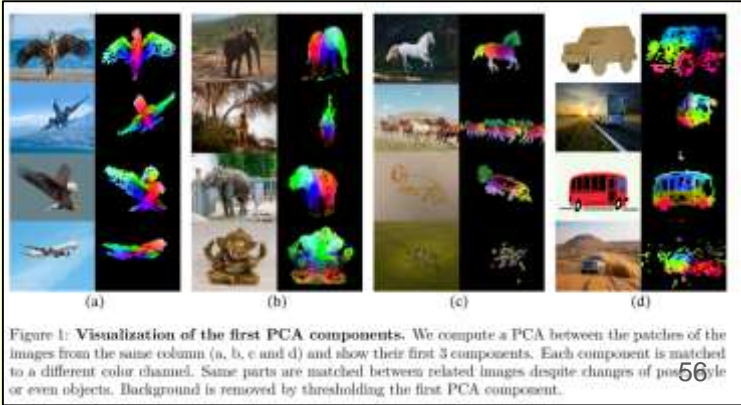 (a) (b) (c) (d)
Figure 1: Visualization of the first PCA components. We compute a PCA between the patches of the
images from the same column (a, b, c and d) and show their first 3 components. Each component is matched
to a different color channel. Same parts are matched between related images despite changes of pose, style
or even objects. Background is removed by thresholding the first PCA component.
56